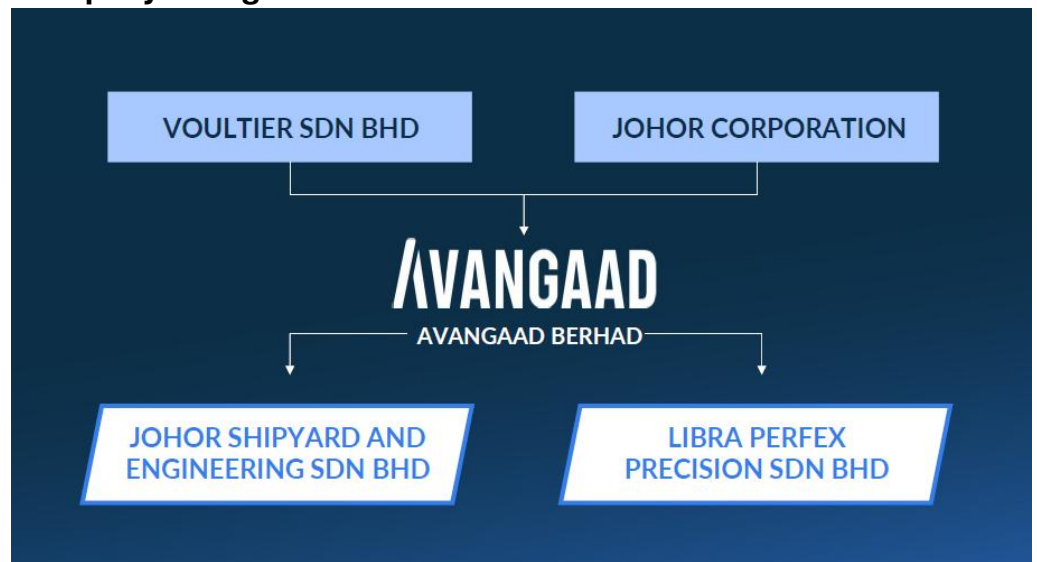 VOULTIER SDN BHD
JOHOR CORPORATION
AVANGAAD
AVANGAAD BERHAD
JOHOR SHIPYARD AND
ENGINEERING SDN BHD
LIBRA PERFEX
PRECISION SDN BHD